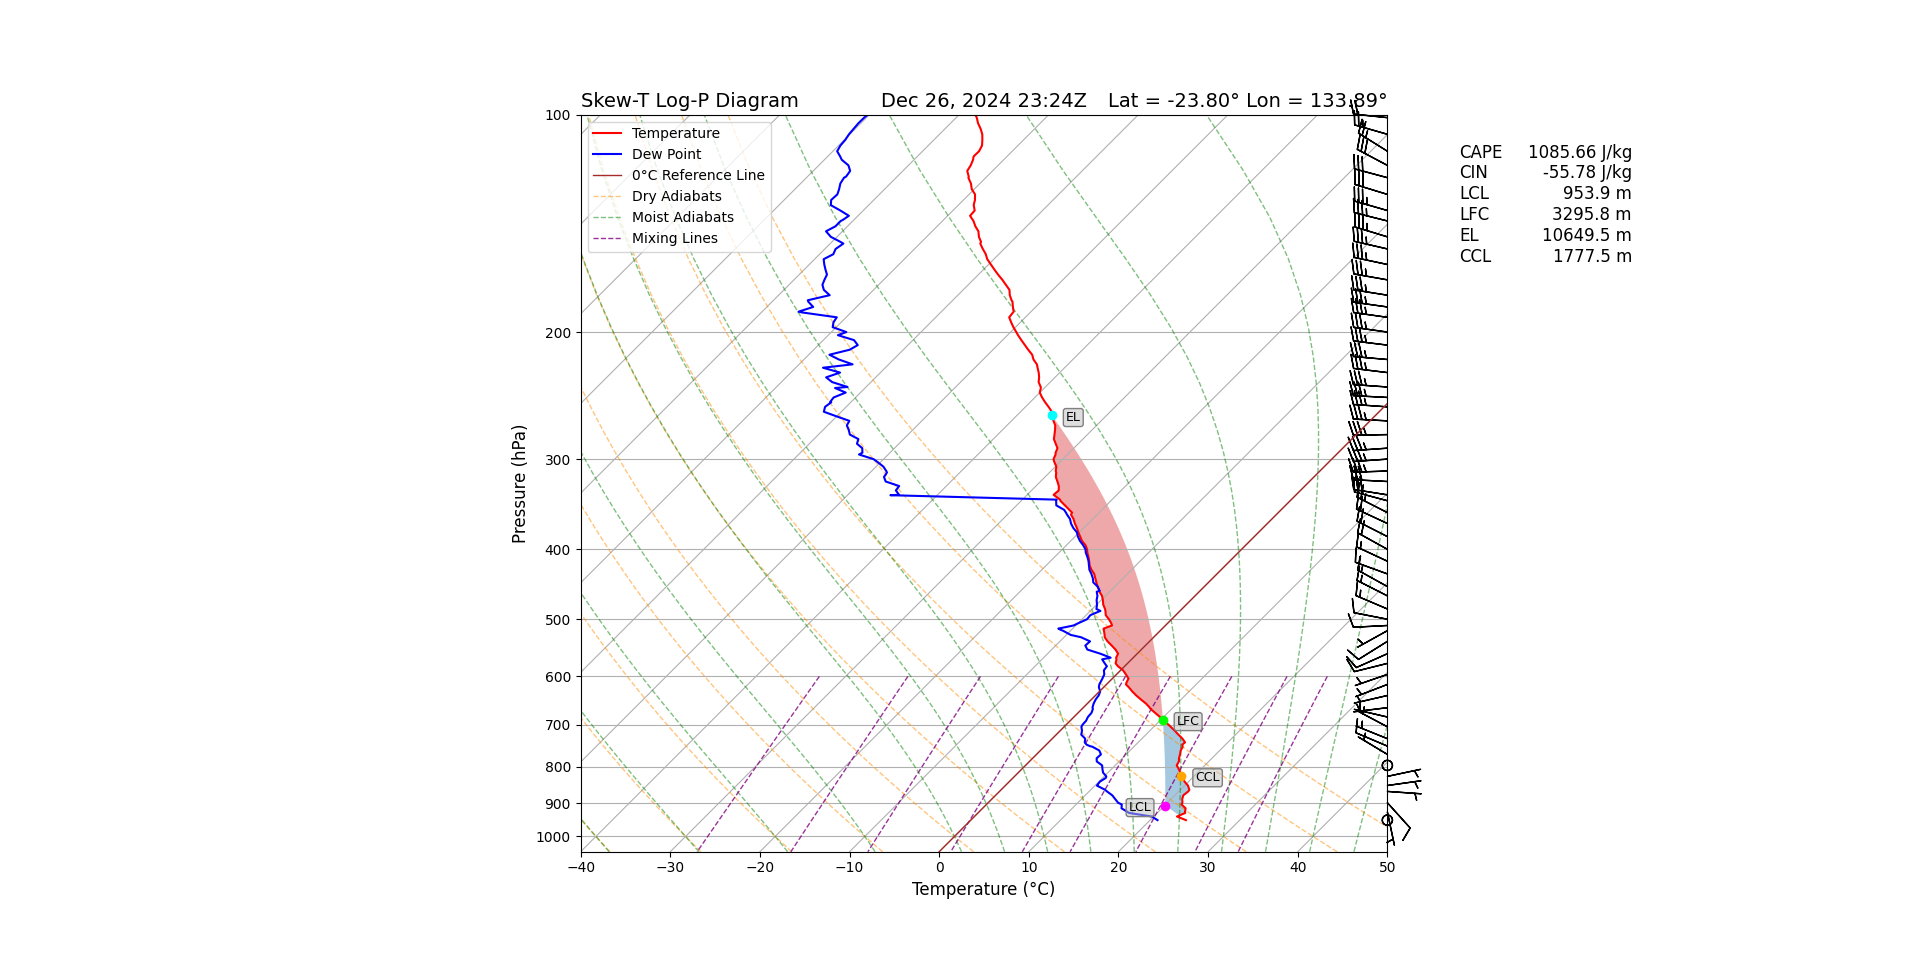 Skew-T Log-P Diagram Dec 26, 2024 23:24Z Lat = -23.80° Lon = 133.89°
100
200
300
400
500
600
700
800
900
1000
Pressure (hPa)
Temperature
Dew Point
0°C Reference Line
Dry Adiabats
Moist Adiabats
Mixing Lines
EL
LFC
CCL
LCL
−40 −30 −20 −10 0 10 20 30 40 50
Temperature (°C)
CAPE 1085.66 J/kg
CIN -55.78 J/kg
LCL 953.9 m
LFC 3295.8 m
EL 10649.5 m
CCL 1777.5 m